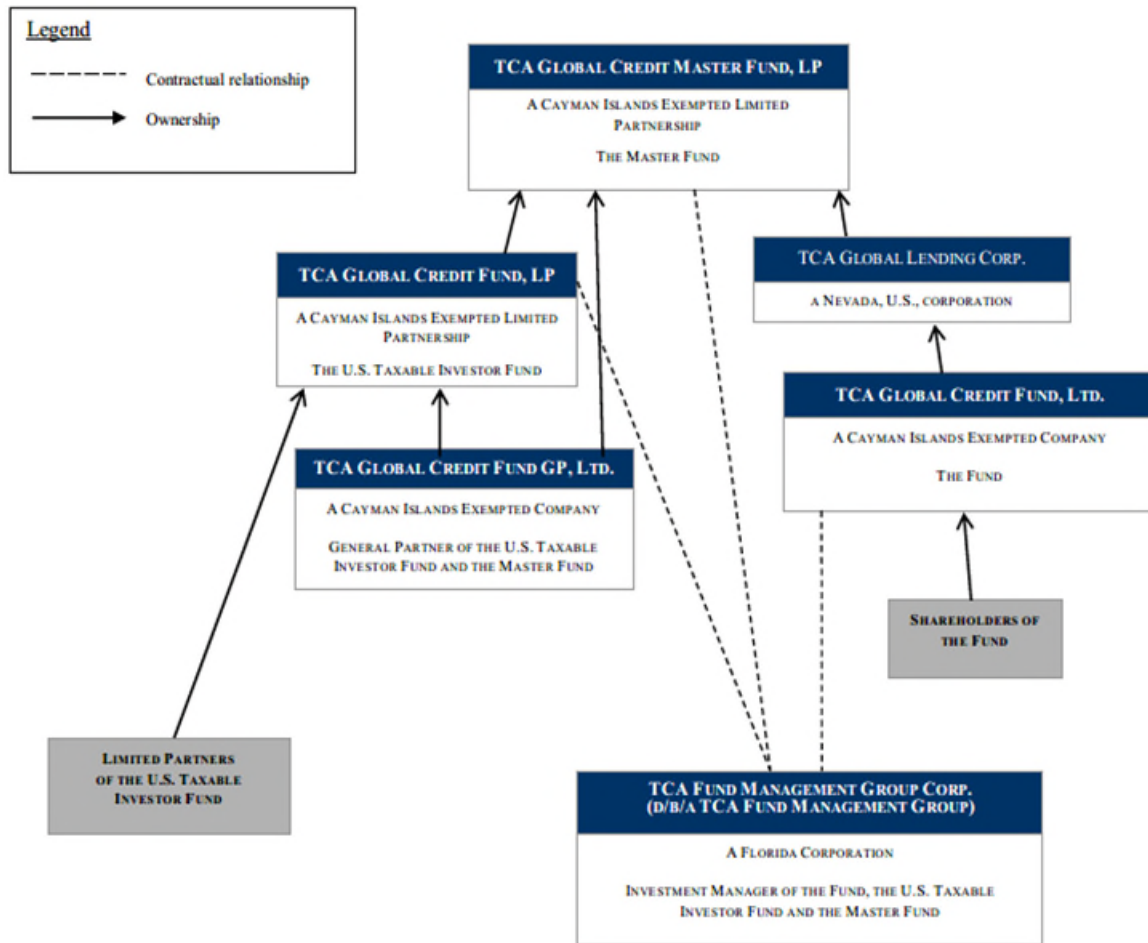 Legend
Contractual relationship
Ownership
TCA GLOBAL CREDIT MASTER FUND, LP
A CAYMAN ISLANDS EXEMPTED LIMITED
PARTNERSHIP
THE MASTER FUND
TCA GLOBAL CREDIT FUND, LP
A CAYMAN ISLANDS EXEMPTED LIMITED
PARTNERSHIP
THE U.S. TAXABLE INVESTOR FUND
TCA GLOBAL LENDING CORP.
A NEVADA, U.S., CORPORATION
TCA GLOBAL CREDIT FUND, LTD.
A CAYMAN ISLANDS EXEMPTED COMPANY
THE FUND
TCA GLOBAL CREDIT FUND GP, LTD.
A CAYMAN ISLANDS EXEMPTED COMPANY
GENERAL PARTNER OF THE U.S. TAXABLE
INVESTOR FUND AND THE MASTER FUND
SHAREHOLDERS OF
THE FUND
LIMITED PARTNERS
OF THE U.S. TAXABLE
INVESTOR FUND
TCA FUND MANAGEMENT GROUP CORP.
(D/B/A TCA FUND MANAGEMENT GROUP)
A FLORIDA CORPORATION
INVESTMENT MANAGER OF THE FUND, THE U.S. TAXABLE
INVESTOR FUND AND THE MASTER FUND